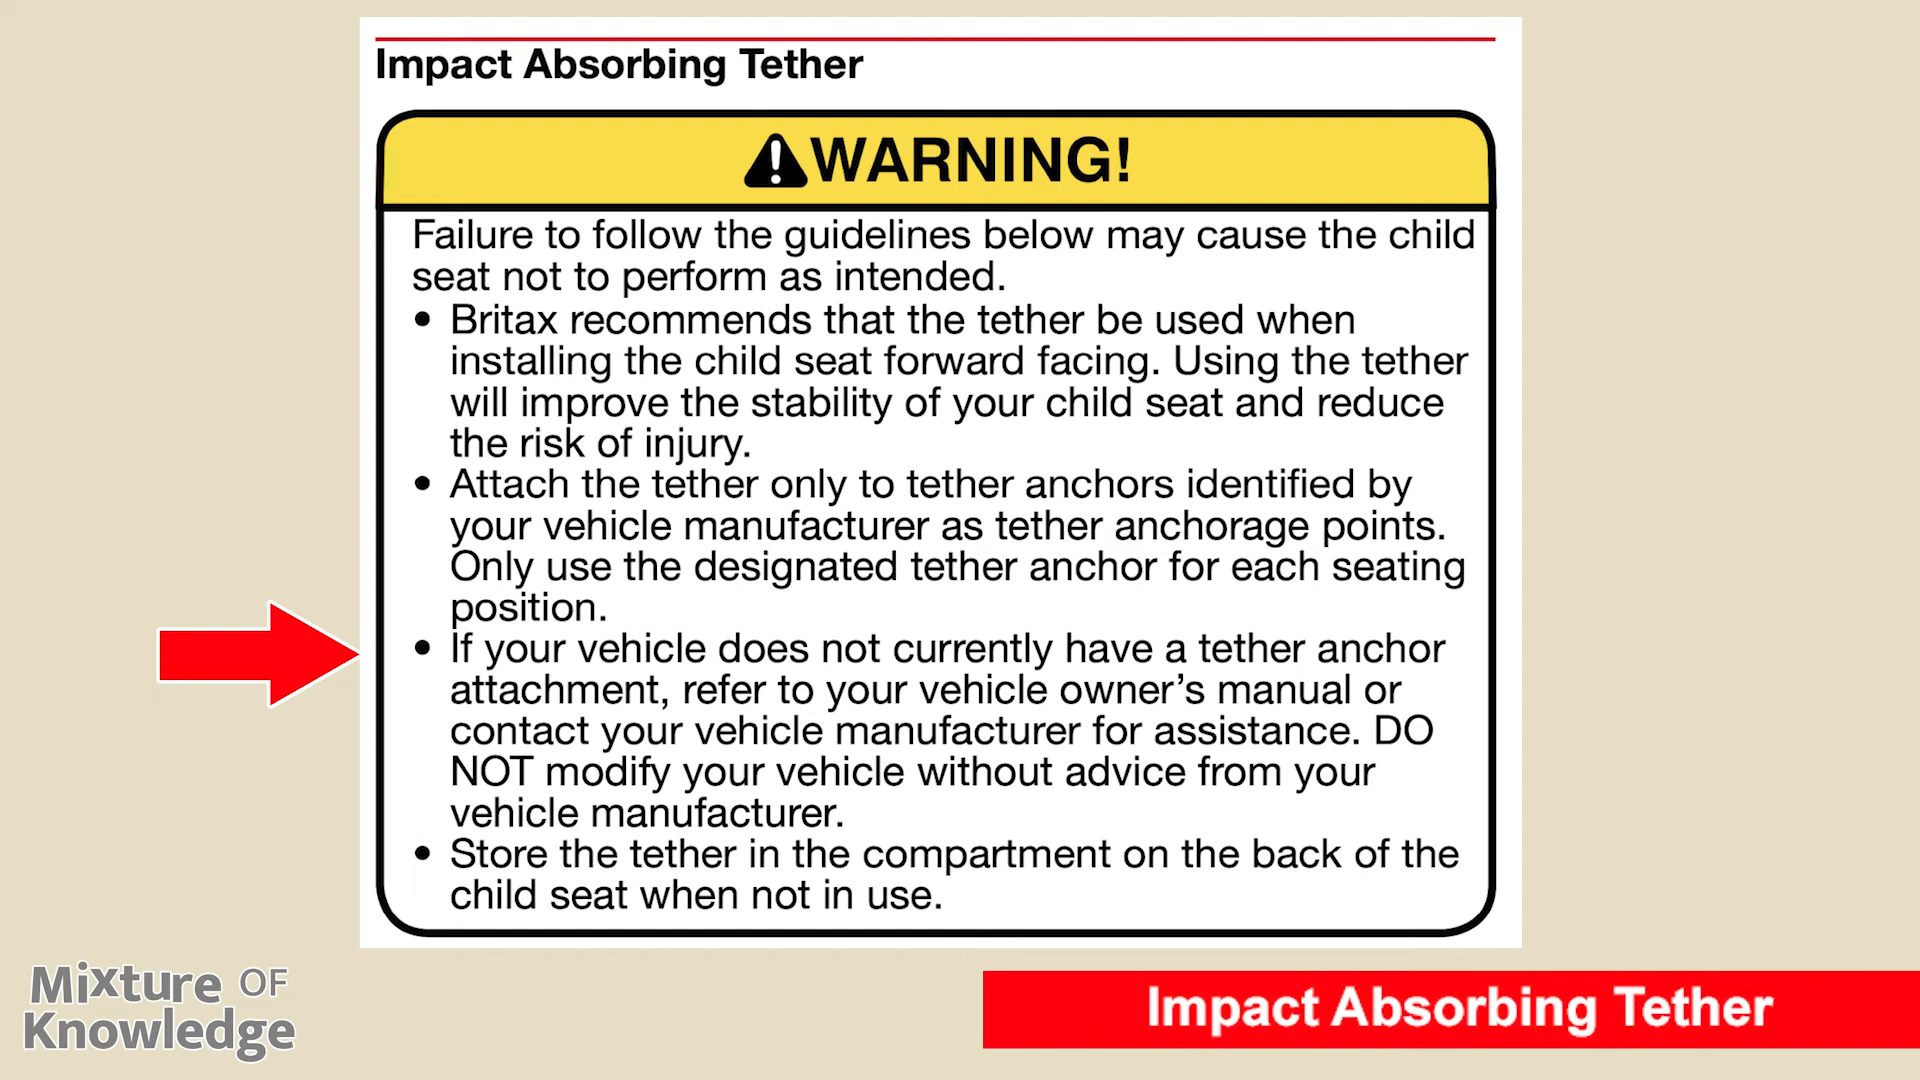 Impact Absorbing Tether
WARNING!
Failure to follow the guidelines below may cause the child
seat not to perform as intended.
• Britax recommends that the tether be used when
installing the child seat forward facing. Using the tether
will improve the stability of your child seat and reduce
the risk of injury.
• Attach the tether only to tether anchors identified by
your vehicle manufacturer as tether anchorage points.
Only use the designated tether anchor for each seating
position.
• If your vehicle does not currently have a tether anchor
attachment, refer to your vehicle owner’s manual or
contact your vehicle manufacturer for assistance. DO
NOT modify your vehicle without advice from your
vehicle manufacturer.
• Store the tether in the compartment on the back of the
child seat when not in use.
Mixture OF
Knowledge
Impact Absorbing Tether